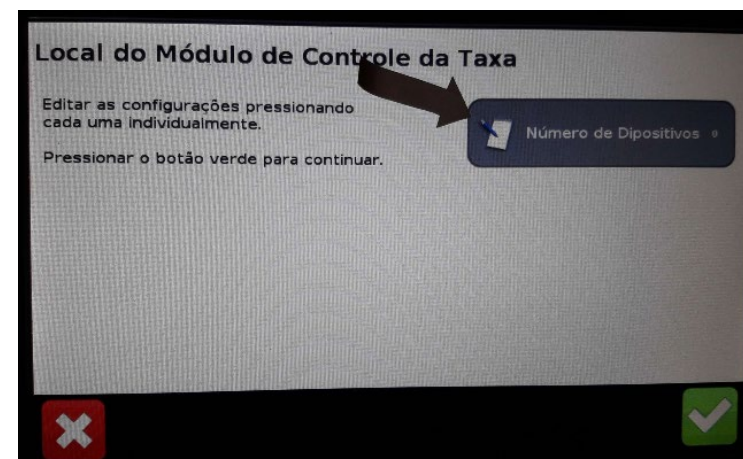 Local do Módulo de Controle da Taxa
Editar as configurações pressionando
cada uma individualmente.
Número de Dipositivos 0
Pressionar o botão verde para continuar.